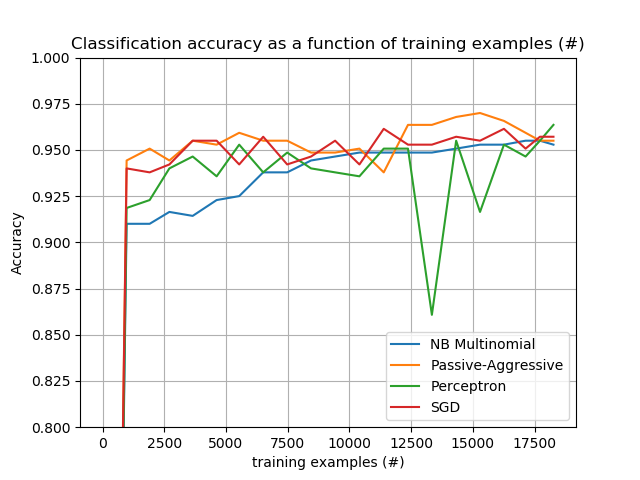 Classification accuracy as a function of training examples (#)
1.000
0.975
0.950
0.925
0.900
0.875
0.850
0.825
0.800
Accuracy
NB Multinomial
Passive-Aggressive
Perceptron
SGD
0 2500 5000 7500 10000 12500 15000 17500
training examples (#)